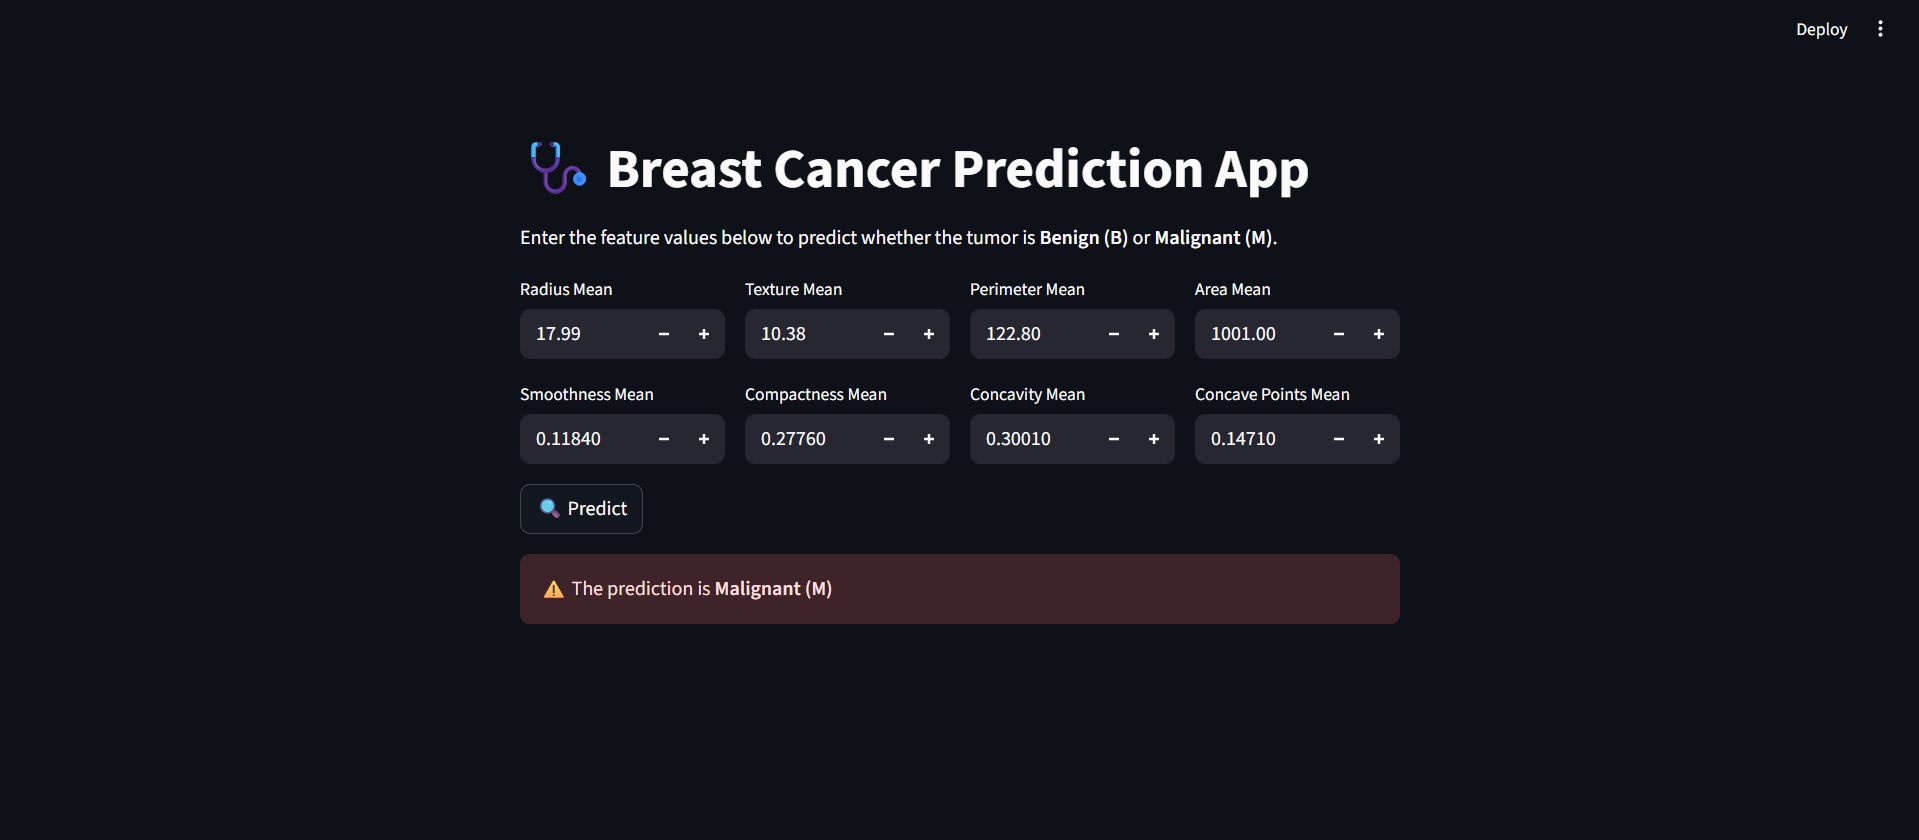 Deploy
Breast Cancer Prediction App
Enter the feature values below to predict whether the tumor is Benign (B) or Malignant (M).
Radius Mean Texture Mean Perimeter Mean Area Mean
17.99 − + 10.38 − + 122.80 − + 1001.00 − +
Smoothness Mean Compactness Mean Concavity Mean Concave Points Mean
0.11840 − + 0.27760 − + 0.30010 − + 0.14710 − +
Predict
The prediction is Malignant (M)